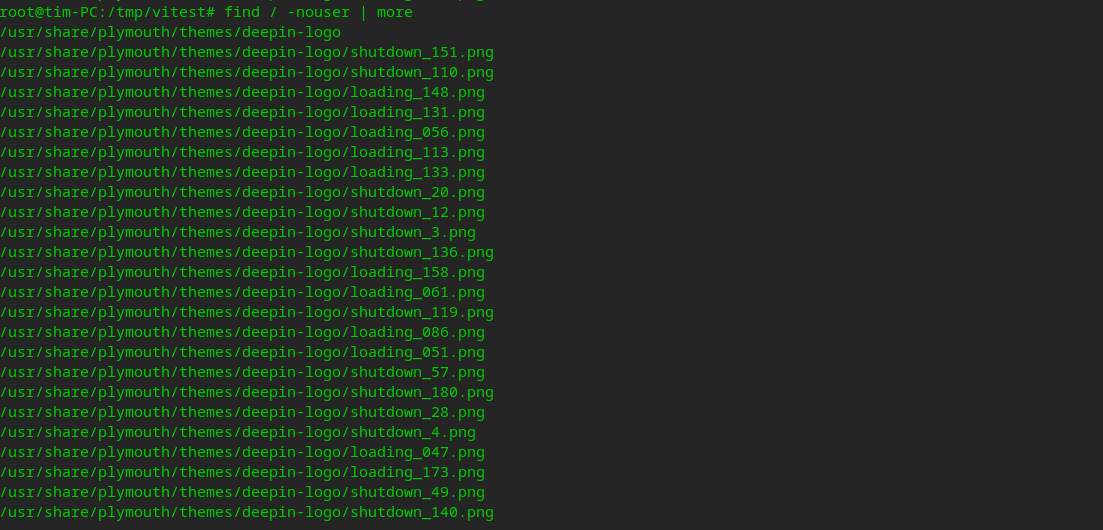 root@tim-PC:/tmp/vitest# find / -nouser | more
/usr/share/plymouth/themes/deepin-logo
/usr/share/plymouth/themes/deepin-logo/shutdown_151.png
/usr/share/plymouth/themes/deepin-logo/shutdown_110.png
/usr/share/plymouth/themes/deepin-logo/loading_148.png
/usr/share/plymouth/themes/deepin-logo/loading_131.png
/usr/share/plymouth/themes/deepin-logo/loading_056.png
/usr/share/plymouth/themes/deepin-logo/loading_113.png
/usr/share/plymouth/themes/deepin-logo/loading_133.png
/usr/share/plymouth/themes/deepin-logo/shutdown_20.png
/usr/share/plymouth/themes/deepin-logo/shutdown_12.png
/usr/share/plymouth/themes/deepin-logo/shutdown_3.png
/usr/share/plymouth/themes/deepin-logo/shutdown_136.png
/usr/share/plymouth/themes/deepin-logo/loading_158.png
/usr/share/plymouth/themes/deepin-logo/loading_061.png
/usr/share/plymouth/themes/deepin-logo/shutdown_119.png
/usr/share/plymouth/themes/deepin-logo/loading_086.png
/usr/share/plymouth/themes/deepin-logo/loading_051.png
/usr/share/plymouth/themes/deepin-logo/shutdown_57.png
/usr/share/plymouth/themes/deepin-logo/shutdown_180.png
/usr/share/plymouth/themes/deepin-logo/shutdown_28.png
/usr/share/plymouth/themes/deepin-logo/shutdown_4.png
/usr/share/plymouth/themes/deepin-logo/loading_047.png
/usr/share/plymouth/themes/deepin-logo/loading_173.png
/usr/share/plymouth/themes/deepin-logo/shutdown_49.png
/usr/share/plymouth/themes/deepin-logo/shutdown_140.png